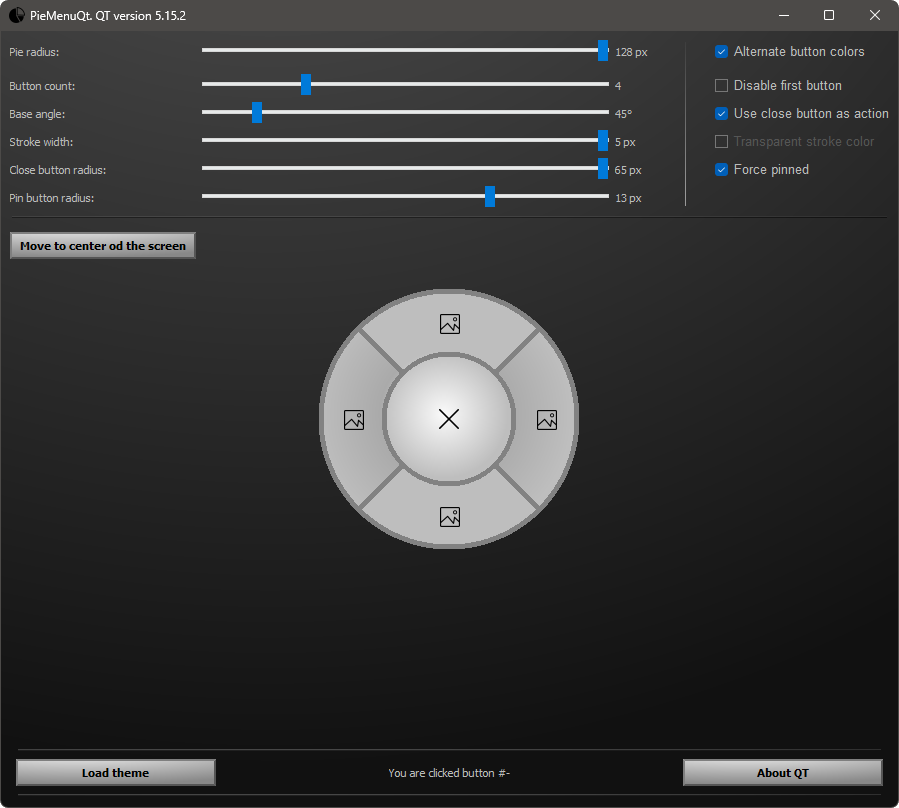 PieMenuQt. QT version 5.15.2
Pie radius: 128 px Alternate button colors
Button count: 4 Disable first button
Base angle: 45° Use close button as action
Stroke width: 5 px Transparent stroke color
Close button radius: 65 px Force pinned
Pin button radius: 13 px
Move to center od the screen
Load theme You are clicked button #- About QT